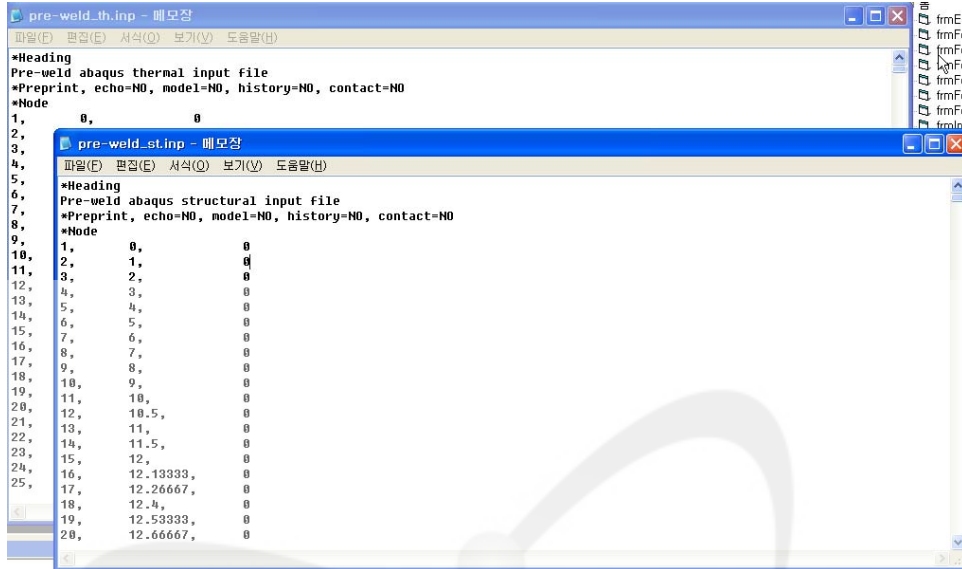 pre-weld_th.inp - 메모장
파일(F) 편집(E) 서식(O) 보기(V) 도움말(H)
*Heading
Pre-weld abaqus thermal input file
*Preprint, echo=NO, model=NO, history=NO, contact=NO
*Node
1, 0, 0
2,
3,
4,
5,
6,
7,
8,
9,
10,
11,
12,
13,
14,
15,
16,
17,
18,
19,
20,
21,
22,
23,
24,
25,
pre-weld_st.inp - 메모장
파일(F) 편집(E) 서식(O) 보기(V) 도움말(H)
*Heading
Pre-weld abaqus structural input file
*Preprint, echo=NO, model=NO, history=NO, contact=NO
*Node
1, 0, 0
2, 1, 0
3, 2, 0
4, 3, 0
5, 4, 0
6, 5, 0
7, 6, 0
8, 7, 0
9, 8, 0
10, 9, 0
11, 10, 0
12, 10.5, 0
13, 11, 0
14, 11.5, 0
15, 12, 0
16, 12.13333, 0
17, 12.26667, 0
18, 12.4, 0
19, 12.53333, 0
20, 12.66667, 0
폼
frmE
frmF
frmF
frmF
frmF
frmF
frmF